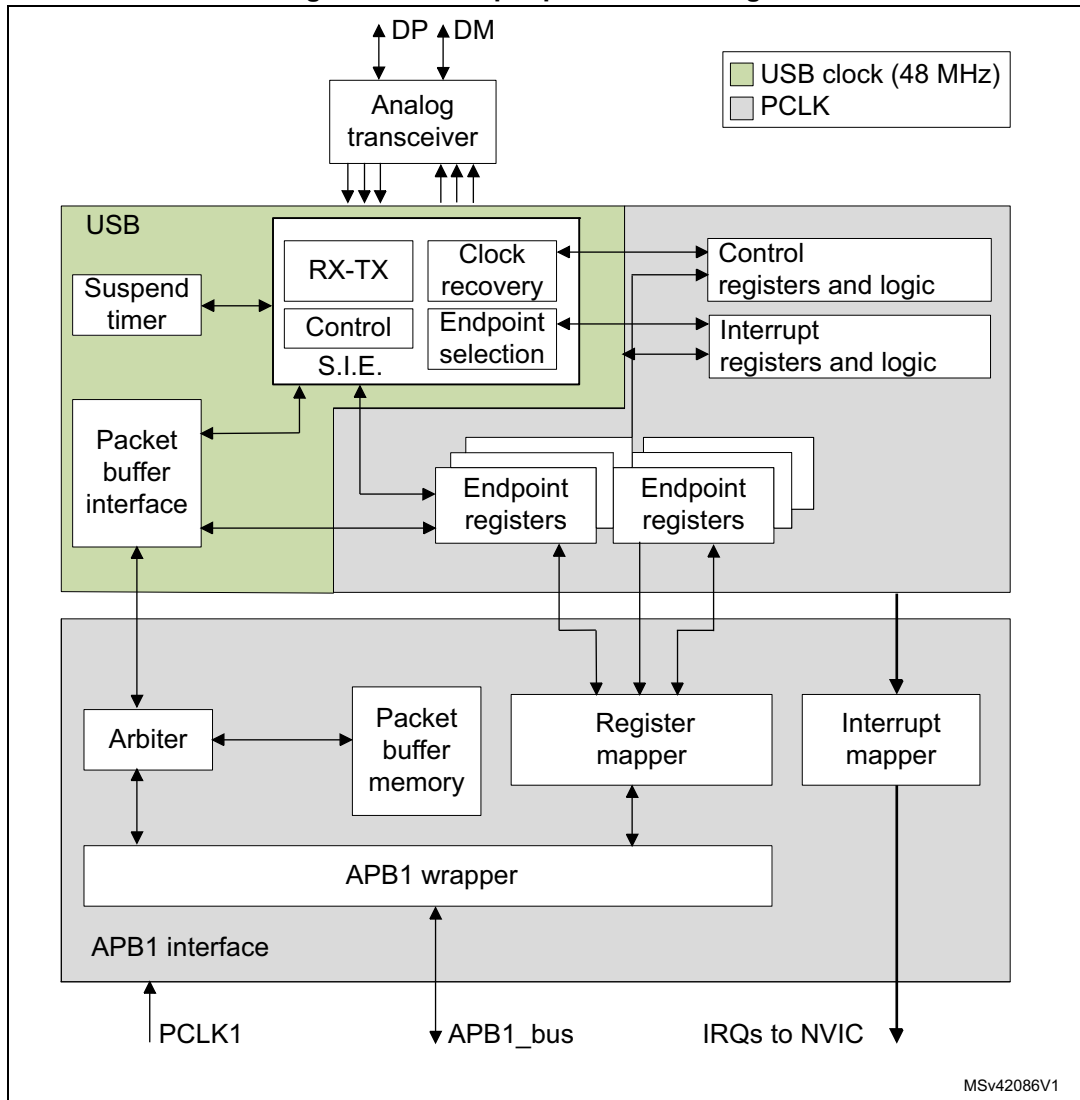 DP DM
Analog
transceiver
USB clock (48 MHz)
PCLK
USB
Suspend
timer
RX-TX
Clock
recovery
Control
Endpoint
selection
S.I.E.
Control
registers and logic
Interrupt
registers and logic
Packet
buffer
interface
Endpoint
registers
Endpoint
registers
Arbiter
Packet
buffer
memory
Register
mapper
Interrupt
mapper
APB1 wrapper
APB1 interface
PCLK1
APB1_bus
IRQs to NVIC
MSv42086V1